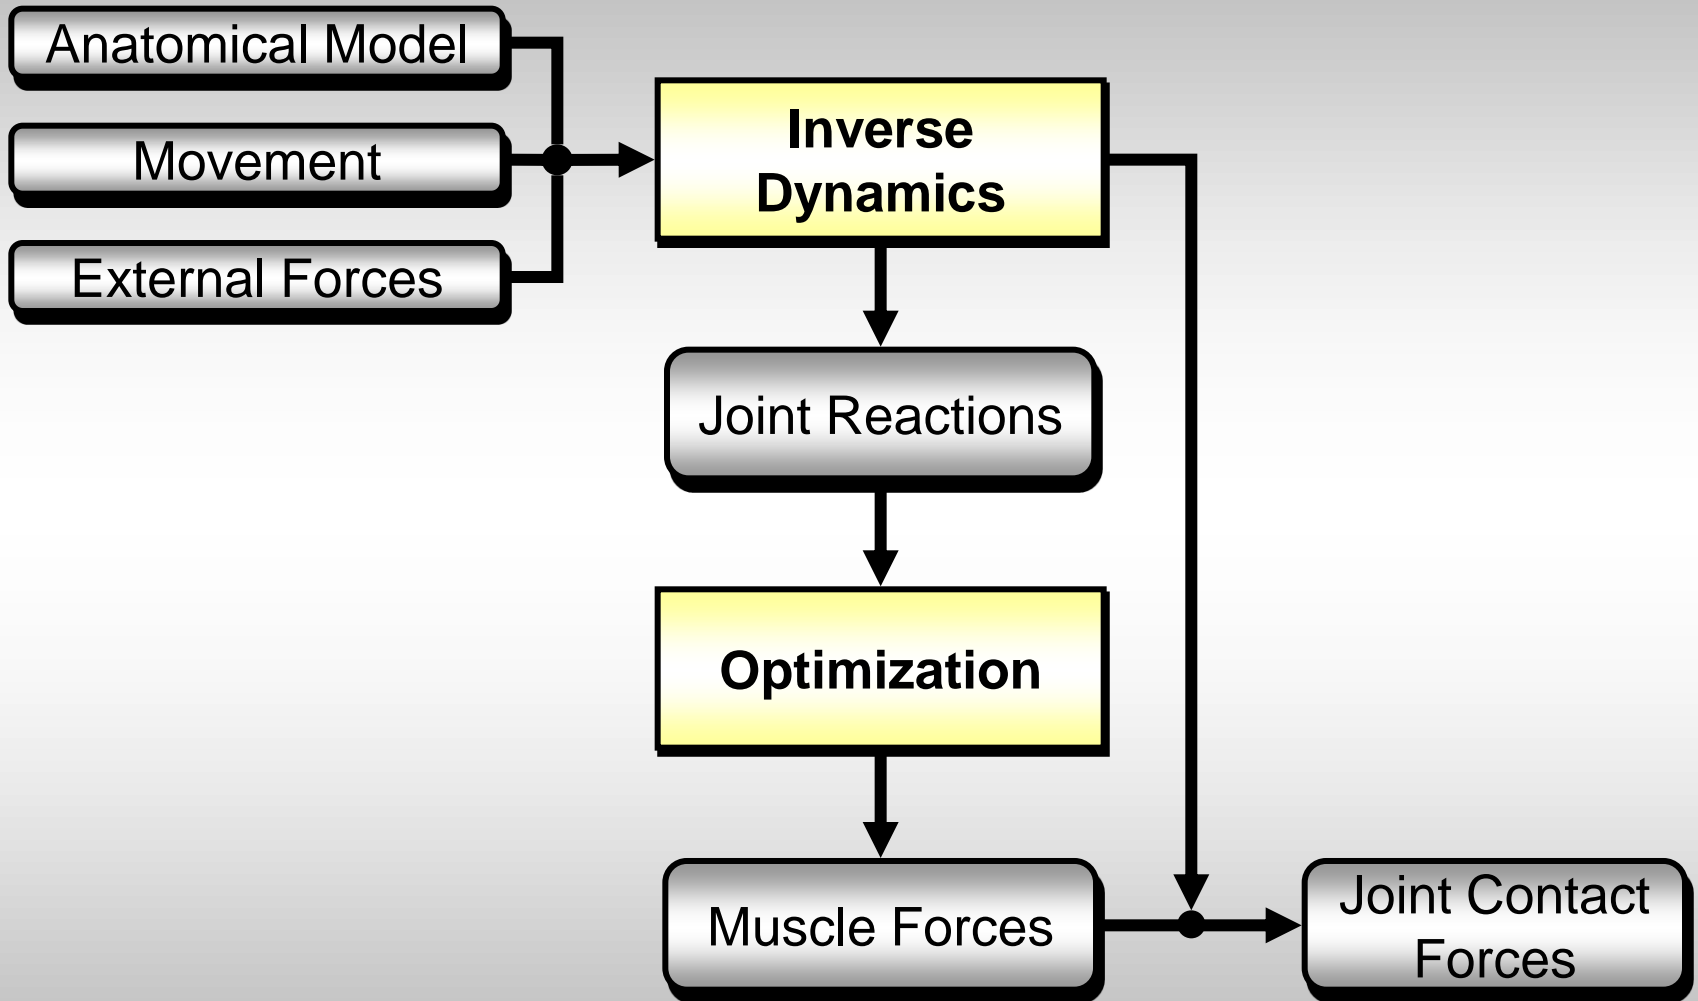 Anatomical Model
Movement
External Forces
Inverse
Dynamics
Joint Reactions
Optimization
Muscle Forces
Joint Contact
Forces